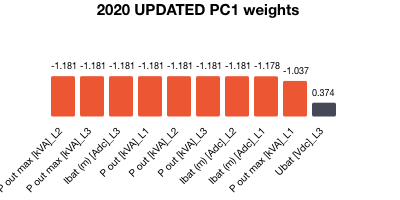 2020 UPDATED PC1 weights
-1.181 -1.181 -1.181 -1.181 -1.181 -1.181 -1.181 -1.178 -1.037 0.374
P out max [kVA]_L2
P out max [kVA]_L3
Ibat (m) [Adc]_L3
P out [kVA]_L1
P out [kVA]_L2
P out [kVA]_L3
Ibat (m) [Adc]_L2
Ibat (m) [Adc]_L1
P out max [kVA]_L1
Ubat [Vdc]_L3